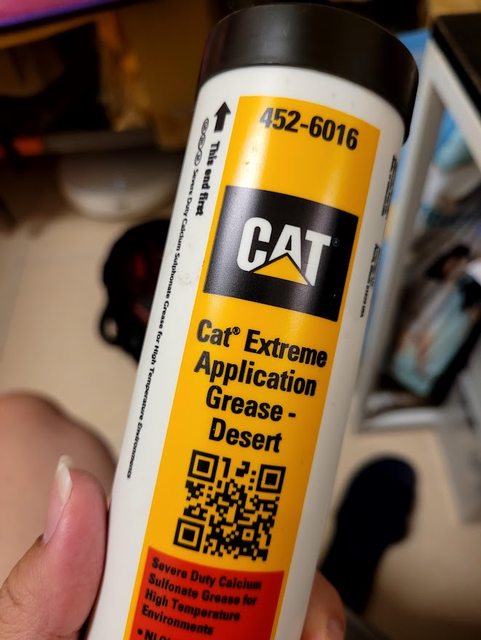 452-6016
This end first
CAT
Severe Duty Calcium Sulphonate Grease for High Temperature Environments
Cat® Extreme
Application
Grease -
Desert
Severe Duty Calcium
Sulfonate Grease for
High Temperature
Environments